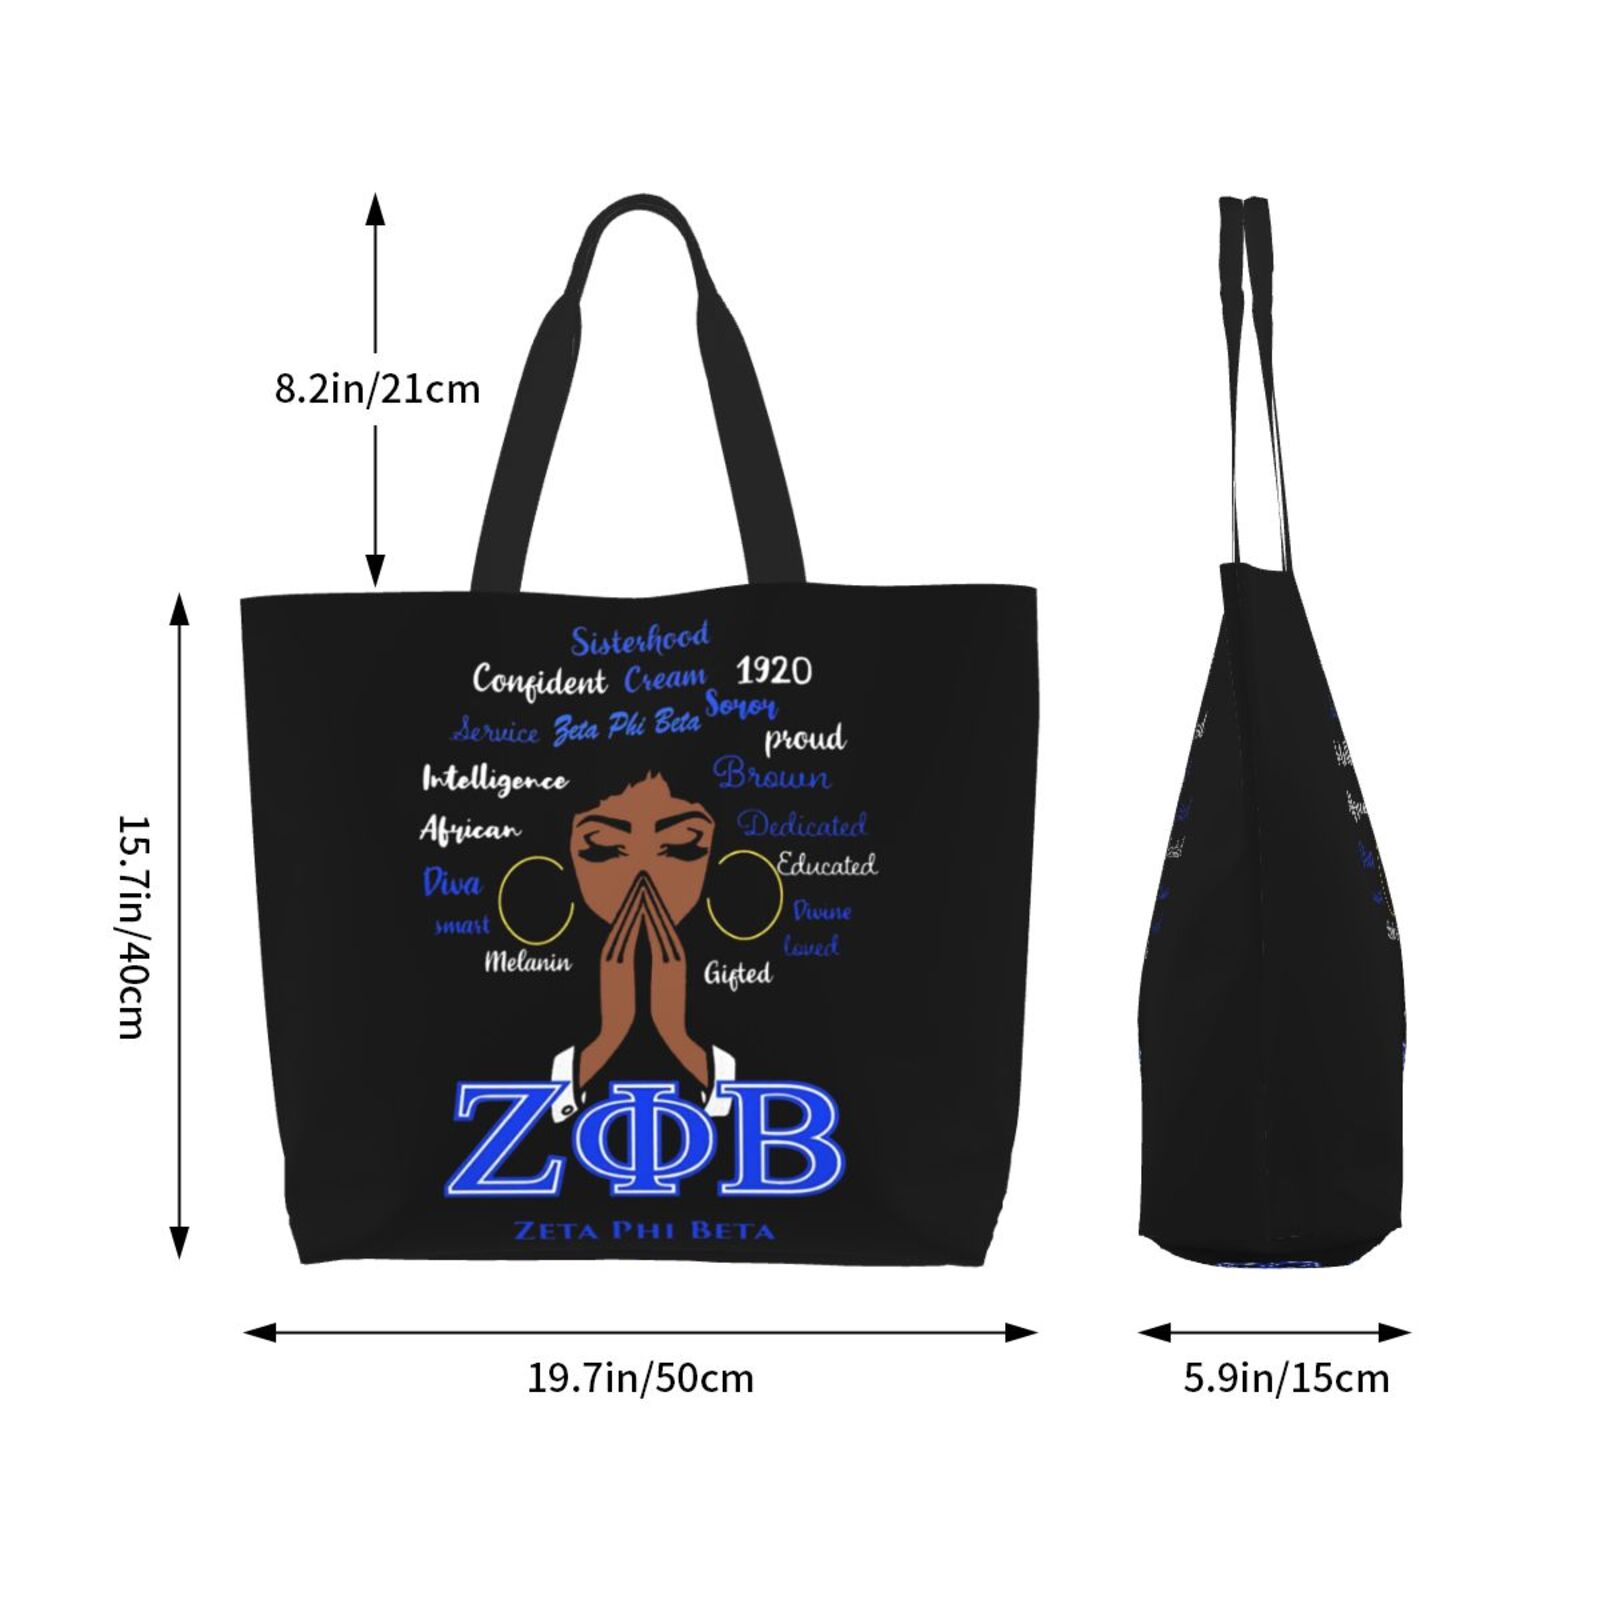 8.2in/21cm
15.7in/40cm
Sisterhood
Confident Cream 1920
Soror
Service Zeta Phi Beta
proud
Intelligence Brown
African Dedicated
Educated
Diva
smart Divine
loved
Melanin Gifted
ΖΦΒ
ZETA PHI BETA
19.7in/50cm
5.9in/15cm